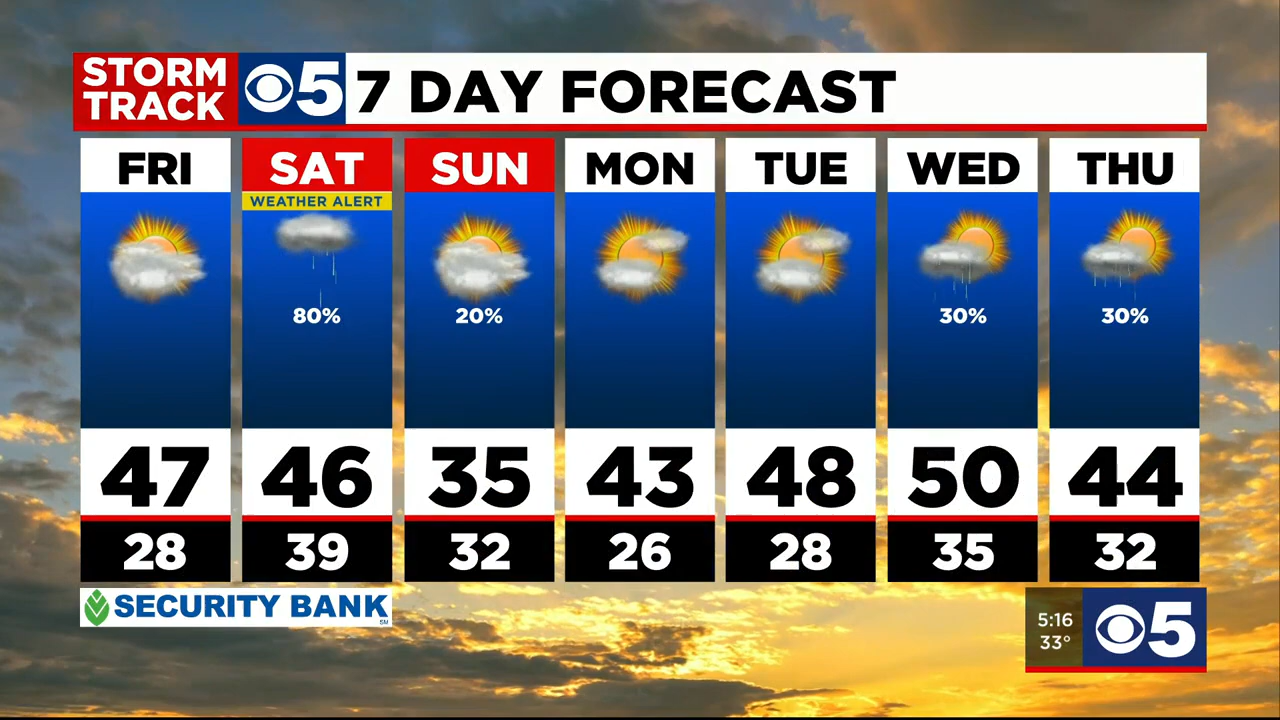 STORM
TRACK
5
7 DAY FORECAST
FRI SAT SUN MON TUE WED THU
WEATHER ALERT
80% 20% 30% 30%
47 46 35 43 48 50 44
28 39 32 26 28 35 32
SECURITY BANK SM
5:16
33°
5